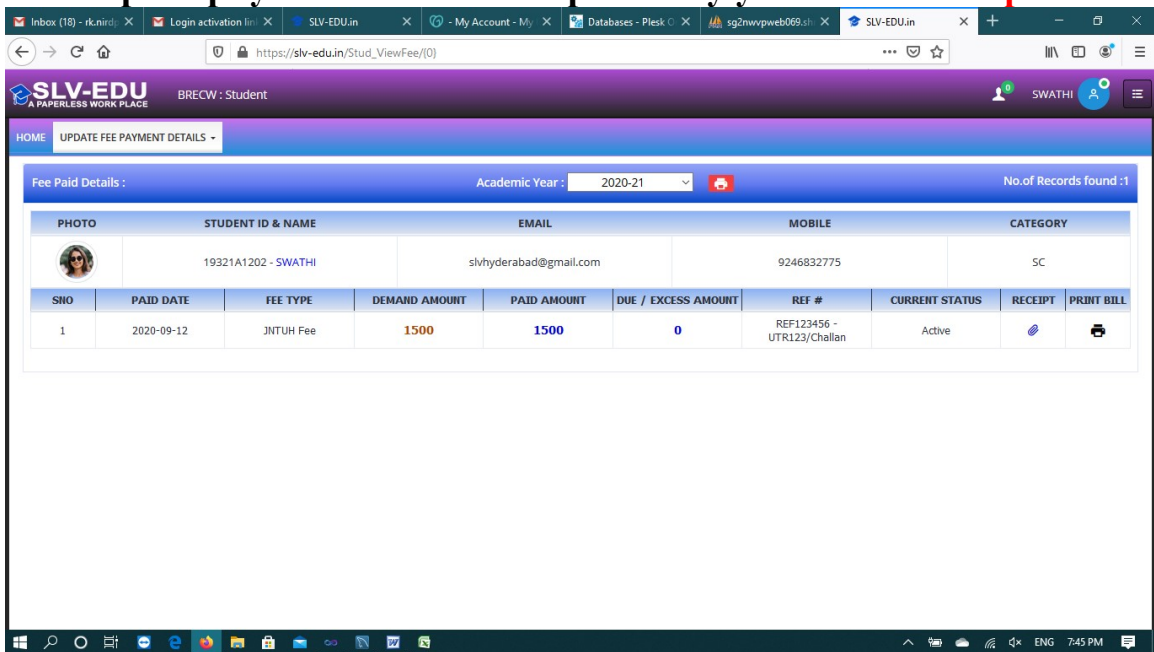 Inbox (18) - rk.nirdp
Login activation lin
SLV-EDU.in
- My Account - My
Databases - Plesk O
sg2nwvpweb069.sh
SLV-EDU.in
https://slv-edu.in/Stud_ViewFee/{0}
SLV-EDU
A PAPERLESS WORK PLACE
BRECW : Student
0
SWATHI
HOME UPDATE FEE PAYMENT DETAILS
Fee Paid Details : Academic Year : 2020-21 No.of Records found :1
PHOTO STUDENT ID & NAME EMAIL MOBILE CATEGORY
19321A1202 - SWATHI slvhyderabad@gmail.com 9246832775 SC
SNO PAID DATE FEE TYPE DEMAND AMOUNT PAID AMOUNT DUE / EXCESS AMOUNT REF # CURRENT STATUS RECEIPT PRINT BILL
1 2020-09-12 JNTUH Fee 1500 1500 0 REF123456 - UTR123/Challan Active
ENG 7:45 PM